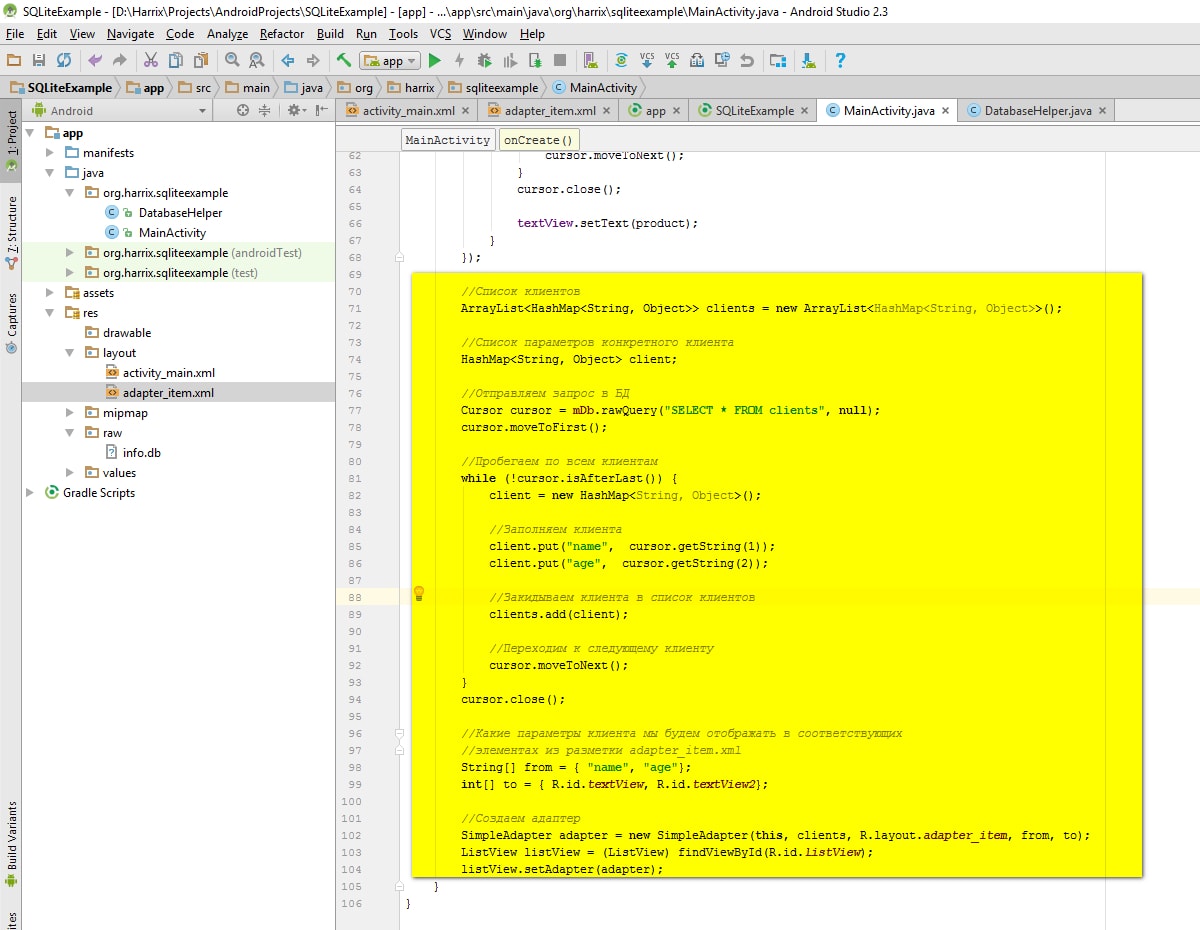 SQLiteExample - [D:\Harrix\Projects\AndroidProjects\SQLiteExample] - [app] - ...\app\src\main\java\org\harrix\sqliteexample\MainActivity.java - Android Studio 2.3
File Edit View Navigate Code Analyze Refactor Build Run Tools VCS Window Help
app
VCS VCS
SQLiteExample app src main java org harrix sqliteexample MainActivity
Android
activity_main.xml adapter_item.xml app SQLiteExample MainActivity.java DatabaseHelper.java
MainActivity onCreate()
1: Project
7: Structure
Captures
Build Variants
ites
app
manifests
java
org.harrix.sqliteexample
DatabaseHelper
MainActivity
org.harrix.sqliteexample (androidTest)
org.harrix.sqliteexample (test)
assets
res
drawable
layout
activity_main.xml
adapter_item.xml
mipmap
raw
info.db
values
Gradle Scripts
62 cursor.moveToNext();
63 }
64 cursor.close();
65
66 textView.setText(product);
67 }
68 });
69
70 //Список клиентов
71 ArrayList<HashMap<String, Object>> clients = new ArrayList<HashMap<String, Object>>();
72
73 //Список параметров конкретного клиента
74 HashMap<String, Object> client;
75
76 //Отправляем запрос в БД
77 Cursor cursor = mDb.rawQuery("SELECT * FROM clients", null);
78 cursor.moveToFirst();
79
80 //Пробегаем по всем клиентам
81 while (!cursor.isAfterLast()) {
82 client = new HashMap<String, Object>();
83
84 //Заполняем клиента
85 client.put("name",  cursor.getString(1));
86 client.put("age",  cursor.getString(2));
87
88 //Закидываем клиента в список клиентов
89 clients.add(client);
90
91 //Переходим к следующему клиенту
92 cursor.moveToNext();
93 }
94 cursor.close();
95
96 //Какие параметры клиента мы будем отображать в соответствующих
97 //элементах из разметки adapter_item.xml
98 String[] from = { "name", "age"};
99 int[] to = { R.id.textView, R.id.textView2};
100
101 //Создаем адаптер
102 SimpleAdapter adapter = new SimpleAdapter(this, clients, R.layout.adapter_item, from, to);
103 ListView listView = (ListView) findViewById(R.id.listView);
104 listView.setAdapter(adapter);
105 }
106 }